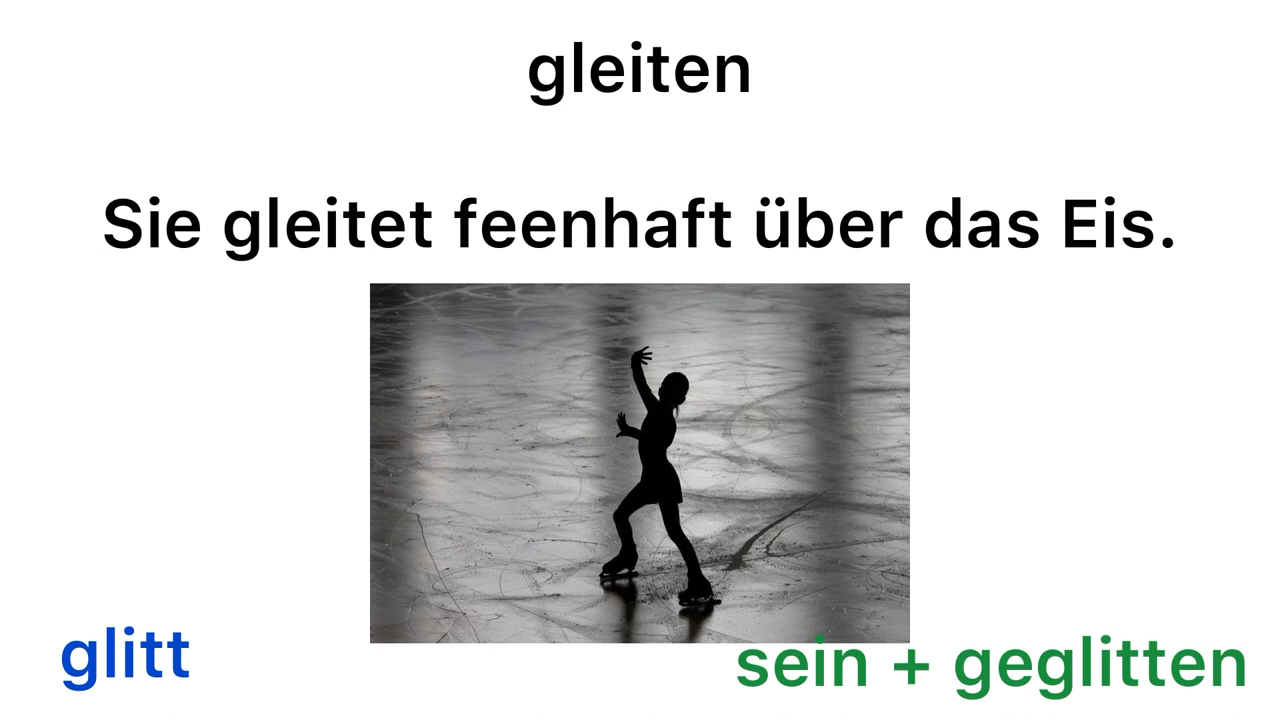 gleiten
Sie gleitet feenhaft über das Eis.
glitt
sein + geglitten